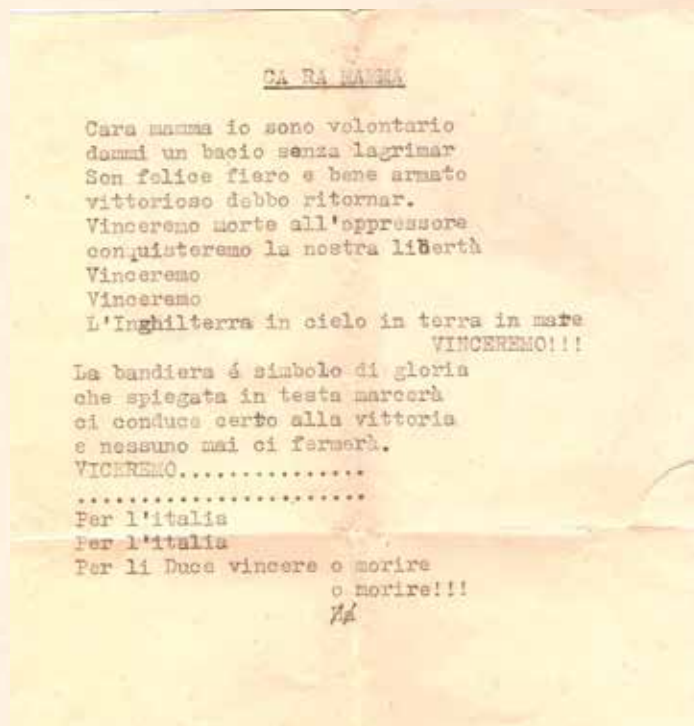 CA RA MAMMA
Cara mamma io sono volontario
dammi un bacio senza lagrimar
Son felice fiero e bene armato
vittorioso debbo ritornar.
Vinceremo morte all'oppressore
conquisteremo la nostra libertà
Vinceremo
Vinceremo
L'Inghilterra in cielo in terra in mare
VINCEREMO!!!
La bandiera á simbolo di gloria
che spiegata in testa marcerà
ci conduce certo alla vittoria
e nessuno mai ci fermerà.
VICEREMO...............
.......................
Per l'italia
Per l'italia
Per li Duce vincere o morire
o morire!!!